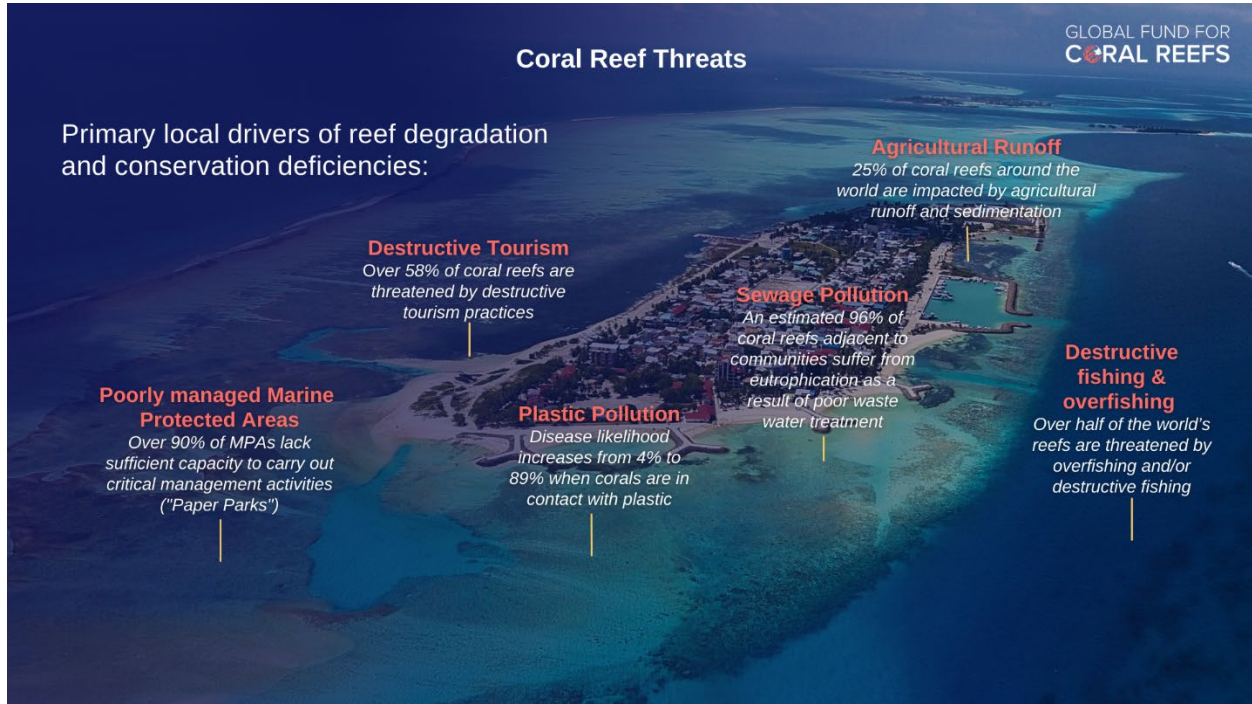 GLOBAL FUND FOR
CORAL REEFS
Coral Reef Threats
Primary local drivers of reef degradation
and conservation deficiencies:
Agricultural Runoff
25% of coral reefs around the
world are impacted by agricultural
runoff and sedimentation
Destructive Tourism
Over 58% of coral reefs are
threatened by destructive
tourism practices
Sewage Pollution
An estimated 96% of
coral reefs adjacent to
communities suffer from
eutrophication as a
result of poor waste
water treatment
Destructive
fishing &
overfishing
Over half of the world's
reefs are threatened by
overfishing and/or
destructive fishing
Poorly managed Marine
Protected Areas
Over 90% of MPAs lack
sufficient capacity to carry out
critical management activities
("Paper Parks")
Plastic Pollution
Disease likelihood
increases from 4% to
89% when corals are in
contact with plastic